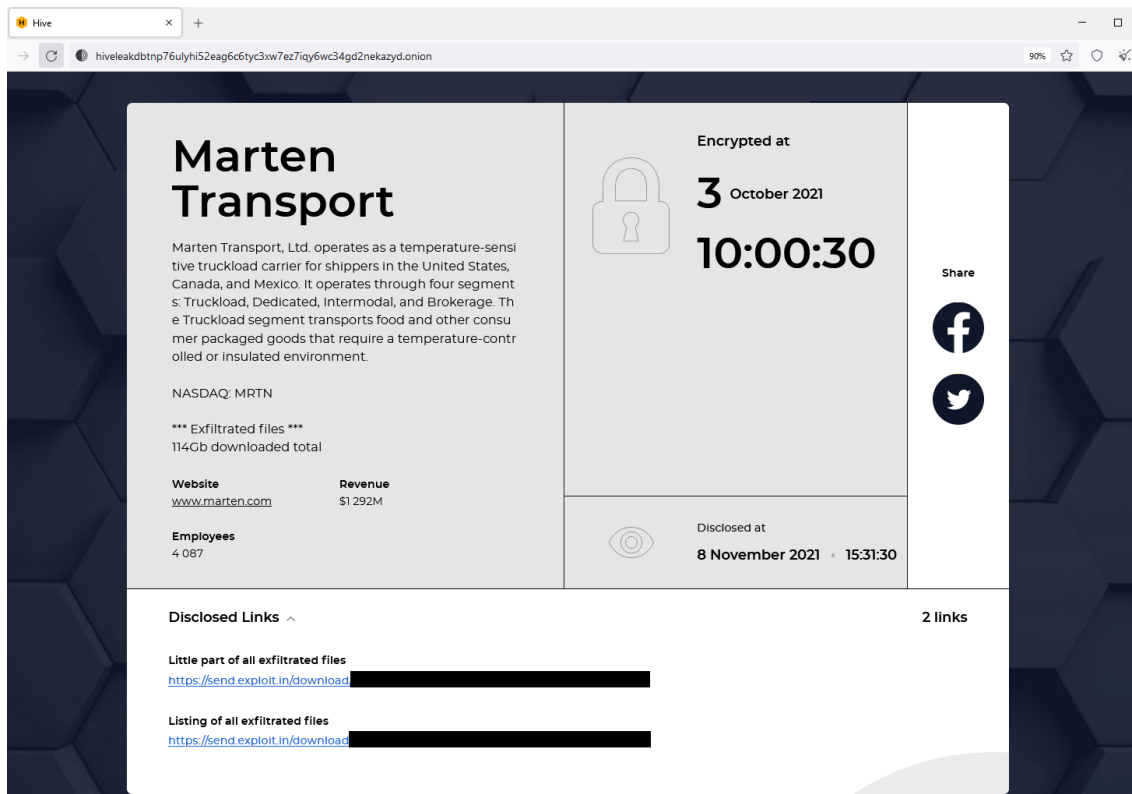 Hive
hiveleakdbtnp76ulyhi52eag6c6tyc3xw7ez7iqy6wc34gd2nekazyd.onion
90%
Marten
Transport
Marten Transport, Ltd. operates as a temperature-sensi
tive truckload carrier for shippers in the United States,
Canada, and Mexico. It operates through four segment
s: Truckload, Dedicated, Intermodal, and Brokerage. Th
e Truckload segment transports food and other consu
mer packaged goods that require a temperature-contr
olled or insulated environment.
NASDAQ: MRTN
*** Exfiltrated files ***
114Gb downloaded total
Website
www.marten.com
Revenue
$1 292M
Employees
4 087
Encrypted at
3 October 2021
10:00:30
Disclosed at
8 November 2021 • 15:31:30
Share
Disclosed Links
2 links
Little part of all exfiltrated files
https://send.exploit.in/download/
Listing of all exfiltrated files
https://send.exploit.in/download